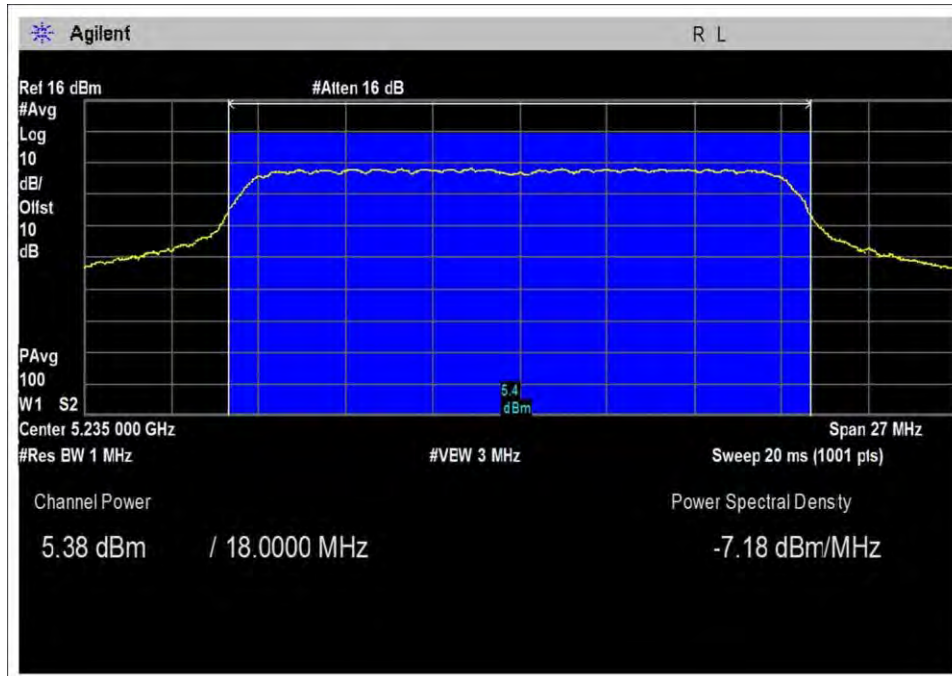 Agilent
R L
Ref 16 dBm
#Atten 16 dB
#Avg
Log
10
dB/
Offst
10
dB
PAvg
100
W1 S2
5.4
dBm
Center 5.235 000 GHz
Span 27 MHz
#Res BW 1 MHz
#VBW 3 MHz
Sweep 20 ms (1001 pts)
Channel Power
Power Spectral Density
5.38 dBm / 18.0000 MHz
-7.18 dBm/MHz